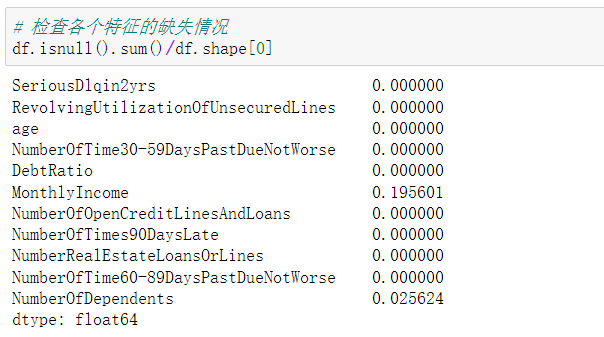 # 检查各个特征的缺失情况
df.isnull().sum()/df.shape[0]
SeriousDlqin2yrs 0.000000
RevolvingUtilizationOfUnsecuredLines 0.000000
age 0.000000
NumberOfTime30-59DaysPastDueNotWorse 0.000000
DebtRatio 0.000000
MonthlyIncome 0.195601
NumberOfOpenCreditLinesAndLoans 0.000000
NumberOfTimes90DaysLate 0.000000
NumberRealEstateLoansOrLines 0.000000
NumberOfTime60-89DaysPastDueNotWorse 0.000000
NumberOfDependents 0.025624
dtype: float64